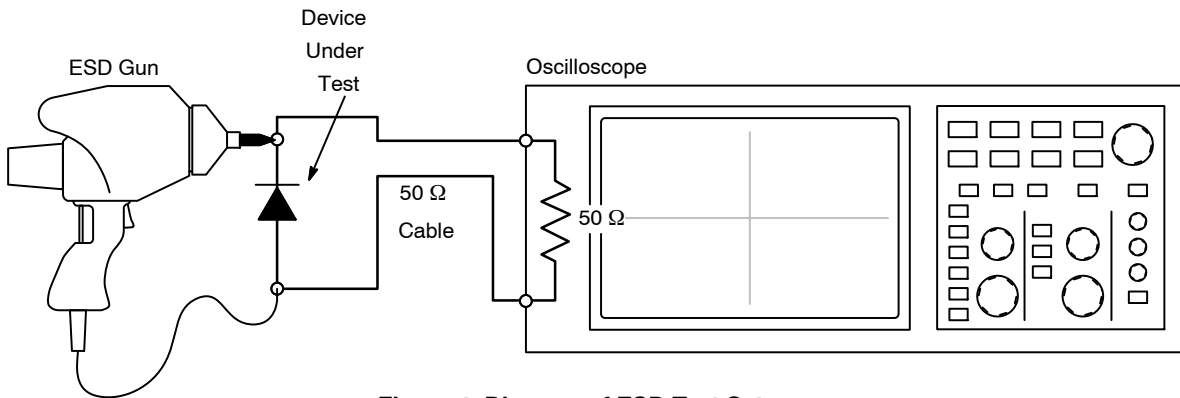 Device
Under
Test
ESD Gun
Oscilloscope
50 Ω
Cable
50 Ω